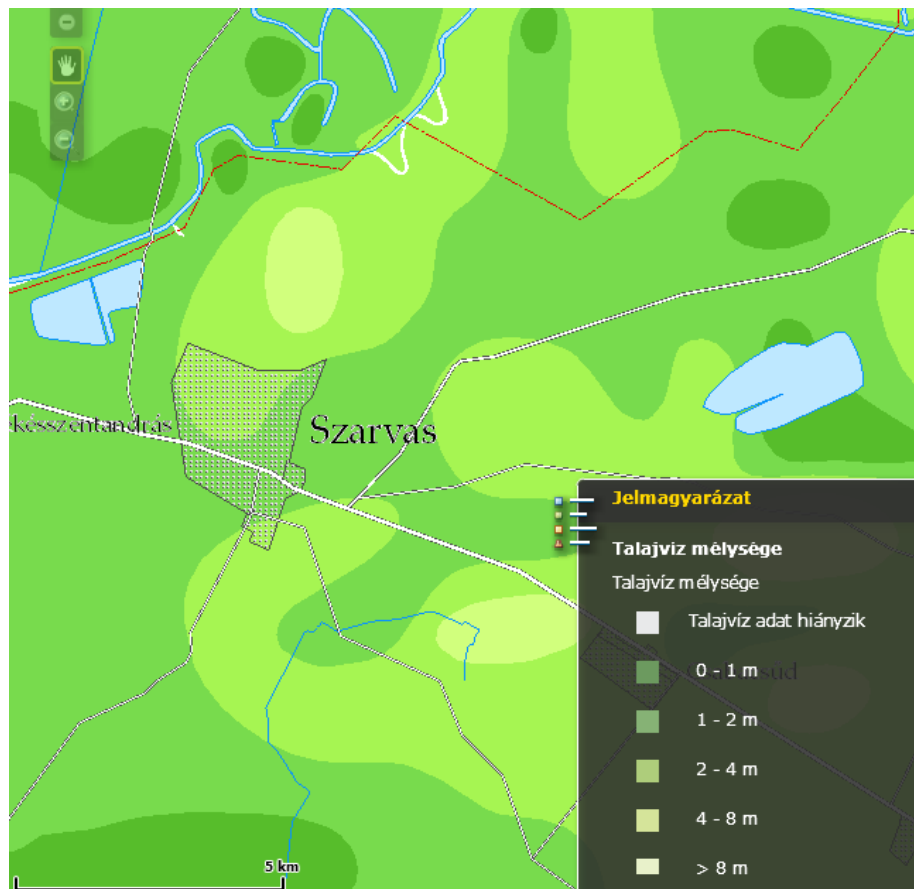 Szarvas
ékésszentandrás
Jelmagyarázat
Talajvíz mélysége
Talajvíz mélysége
Talajvíz adat hiányzik
0 - 1 m
1 - 2 m
2 - 4 m
4 - 8 m
> 8 m
5 km